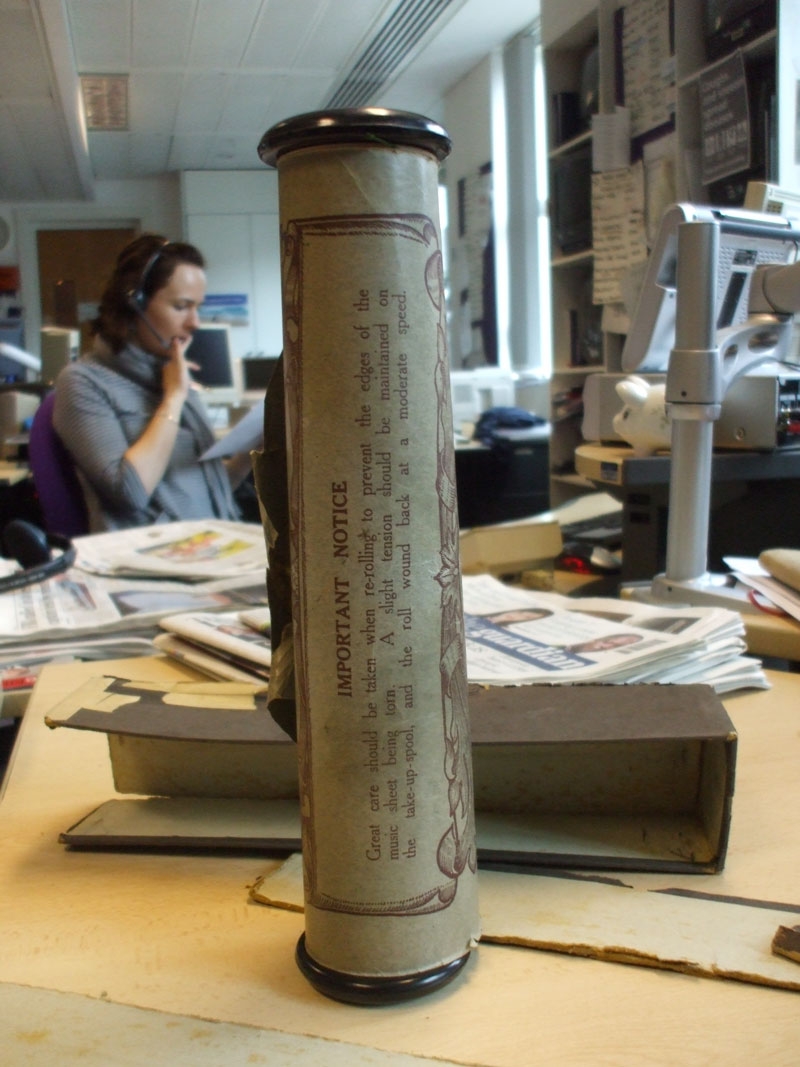 IMPORTANT NOTICE
Great care should be taken when re-rolling to prevent the edges of the
music sheet being torn. A slight tension should be maintained on
the take-up-spool, and the roll wound back at a moderate speed.
guardian